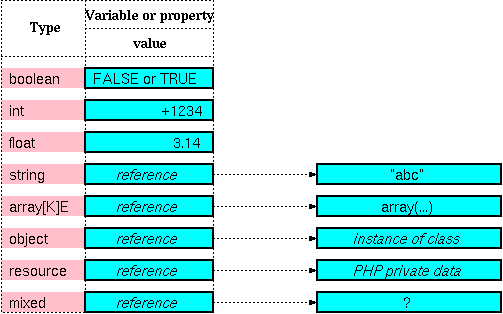 Type
Variable or property
value
boolean FALSE or TRUE
int +1234
float 3.14
string reference "abc"
array[K]E reference array(...)
object reference instance of class
resource reference PHP private data
mixed reference ?